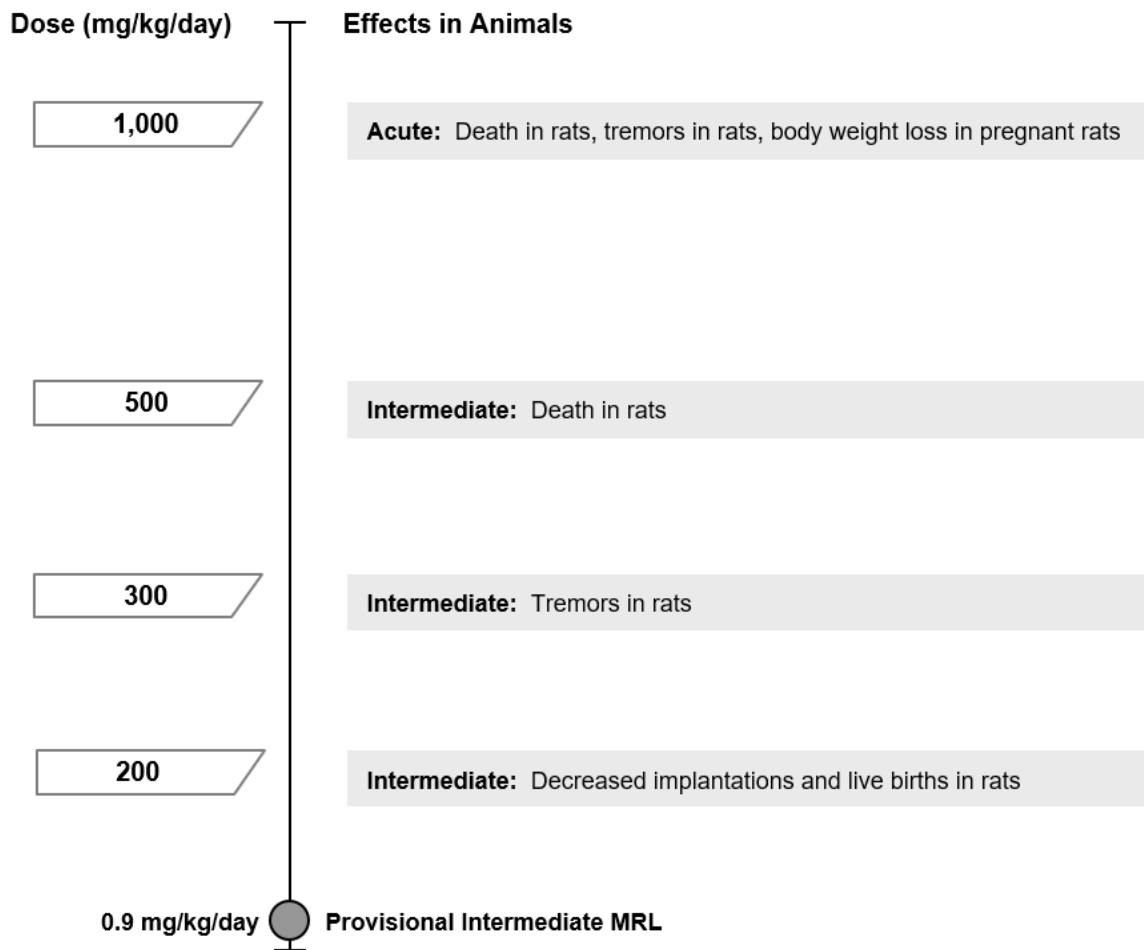 Dose (mg/kg/day) Effects in Animals
1,000 Acute: Death in rats, tremors in rats, body weight loss in pregnant rats
500 Intermediate: Death in rats
300 Intermediate: Tremors in rats
200 Intermediate: Decreased implantations and live births in rats
0.9 mg/kg/day Provisional Intermediate MRL